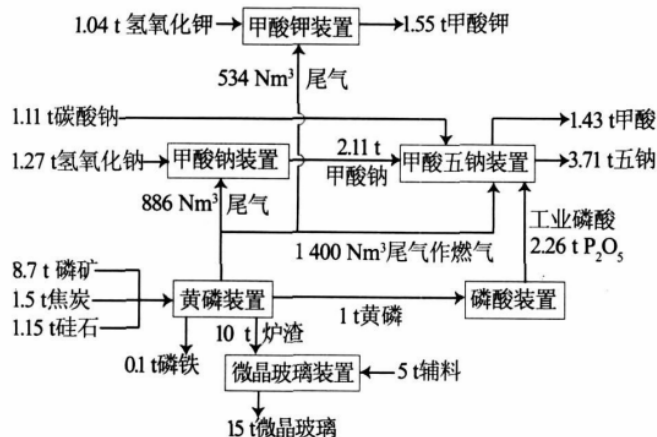 1.04 t 氢氧化钾
甲酸钾装置
1.55 t甲酸钾
534 Nm³ 尾气
1.11 t碳酸钠
1.43 t甲酸
1.27 t氢氧化钠
甲酸钠装置
2.11 t
甲酸钠
甲酸五钠装置
3.71 t五钠
886 Nm³ 尾气
工业磷酸
2.26 t P₂O₅
1 400 Nm³尾气作燃气
8.7 t 磷矿
1.5 t焦炭
1.15 t硅石
黄磷装置
1 t黄磷
磷酸装置
10 t 炉渣
0.1 t磷铁
微晶玻璃装置
5 t辅料
15 t微晶玻璃